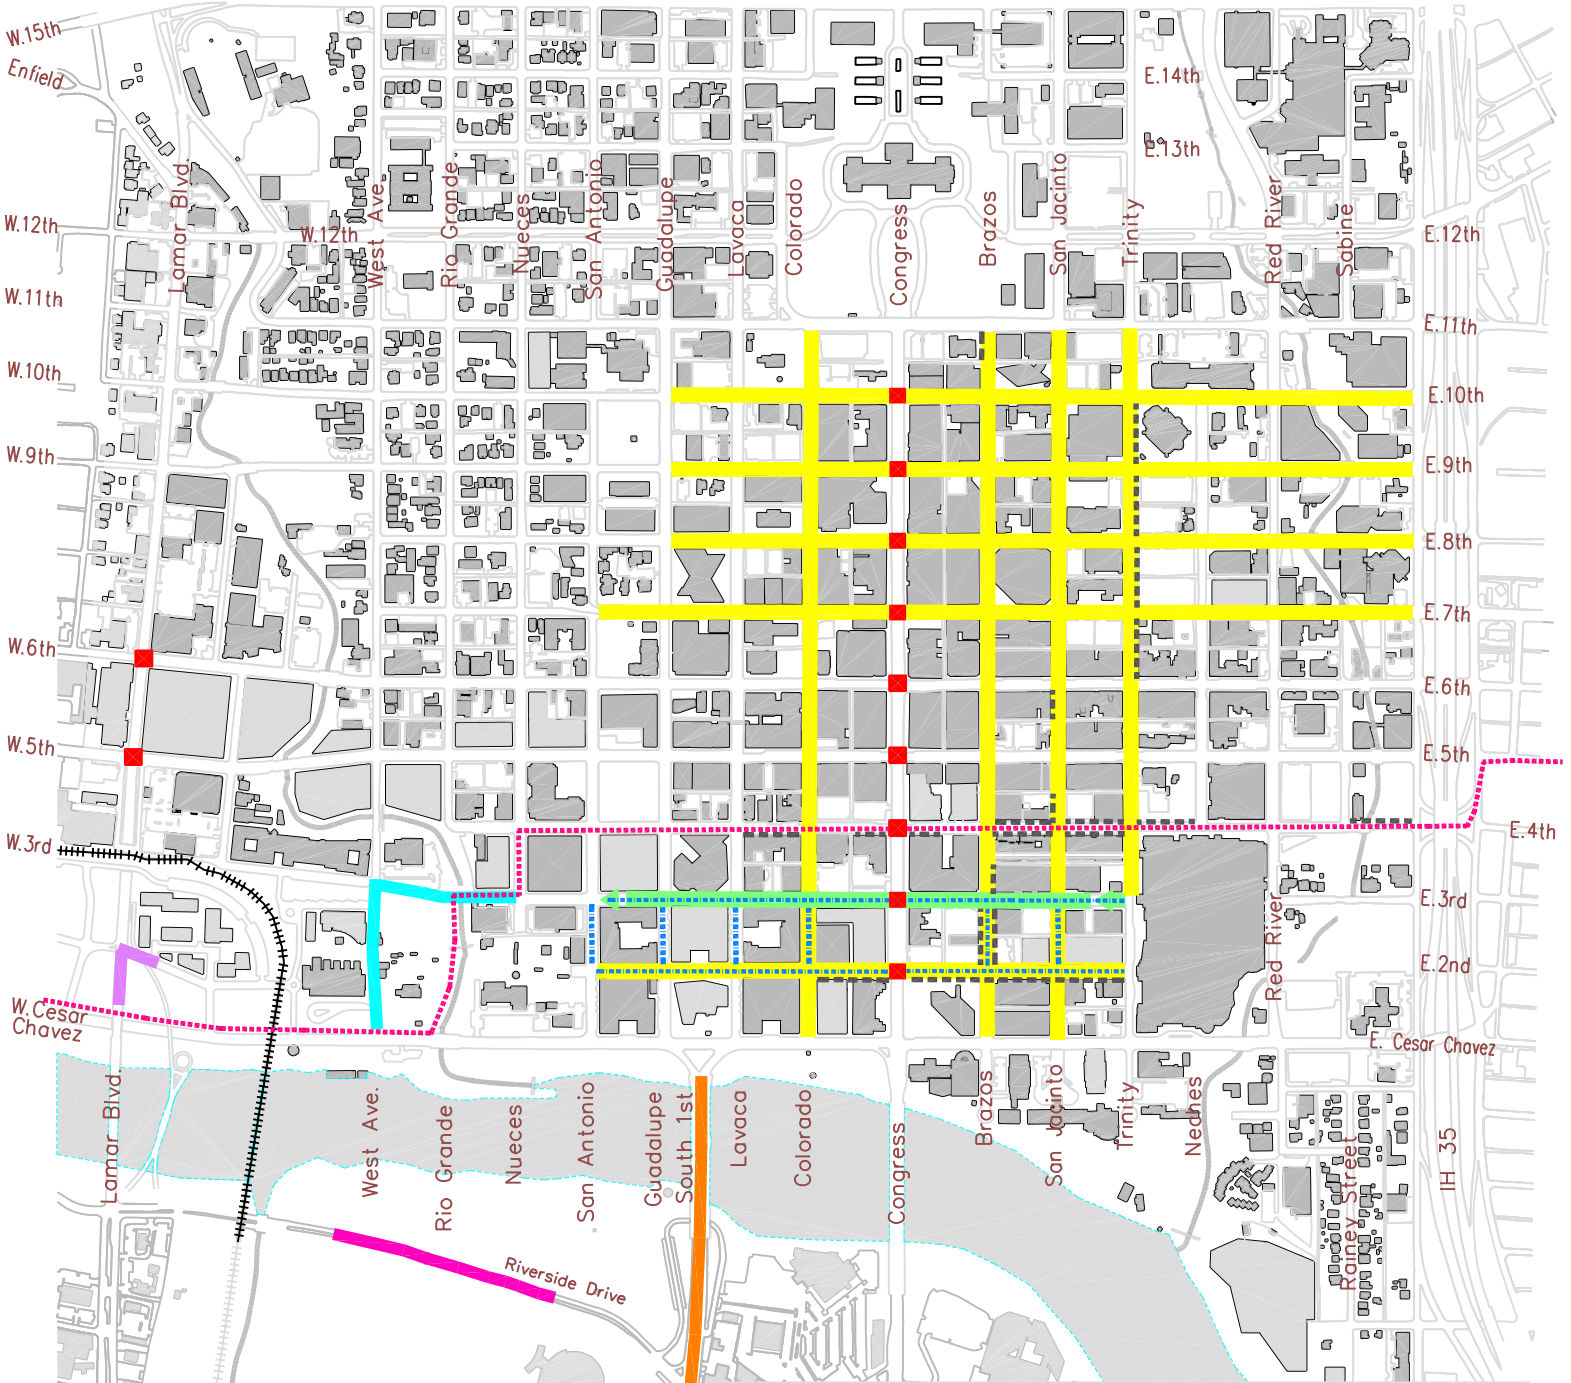 W.15th
Enfield
E.14th
E.13th
Lamar Blvd.
West Ave.
Rio Grande
Nueces
San Antonio
Guadalupe
Lavaca
Colorado
Congress
Brazos
San Jacinto
Trinity
Red River
Sabine
W.12th
W.12th
E.12th
W.11th
E.11th
W.10th
E.10th
W.9th
E.9th
E.8th
E.7th
W.6th
E.6th
W.5th
E.5th
W.3rd
E.4th
E.3rd
Red River
E.2nd
W.Cesar
Chavez
E. Cesar Chavez
Lamar Blvd.
West Ave.
Rio Grande
Nueces
San Antonio
Guadalupe
South 1st
Lavaca
Colorado
Congress
Brazos
San Jacinto
Trinity
Neches
Rainey Street
IH 35
Riverside Drive